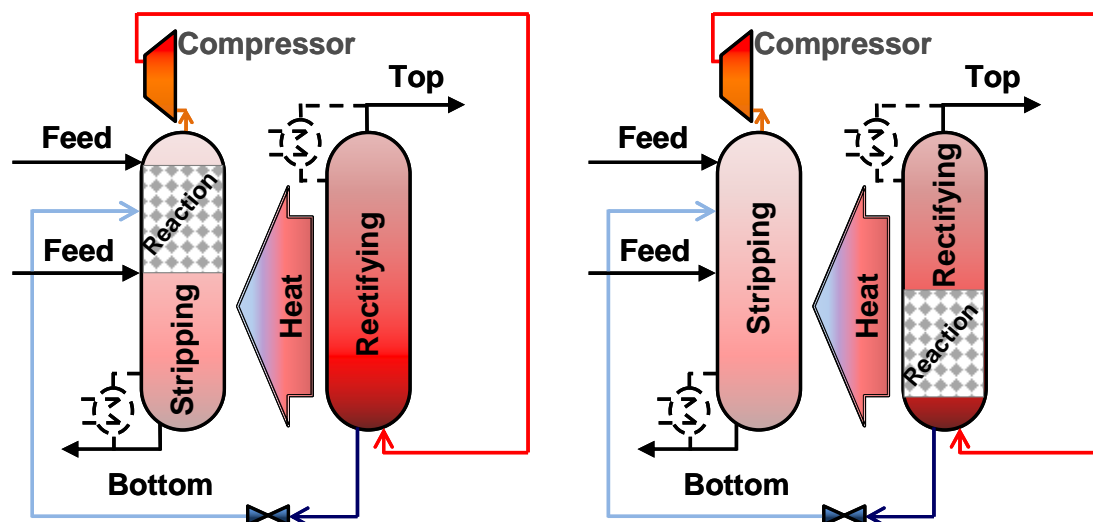 Compressor
Top
Feed
Reaction
Feed
Stripping
Heat
Rectifying
Bottom
Compressor
Top
Feed
Feed
Stripping
Heat
Rectifying
Reaction
Bottom